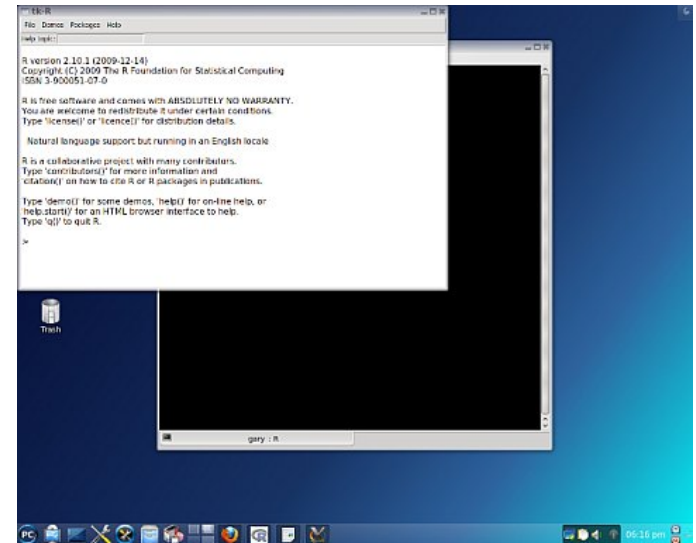 tk-R
File Demos Packages Help
Help topic:
R version 2.10.1 (2009-12-14)
Copyright (C) 2009 The R Foundation for Statistical Computing
ISBN 3-900051-07-0
R is free software and comes with ABSOLUTELY NO WARRANTY.
You are welcome to redistribute it under certain conditions.
Type 'license()' or 'licence()' for distribution details.
Natural language support but running in an English locale
R is a collaborative project with many contributors.
Type 'contributors()' for more information and
'citation()' on how to cite R or R packages in publications.
Type 'demo()' for some demos, 'help()' for on-line help, or
'help.start()' for an HTML browser interface to help.
Type 'q()' to quit R.
>
Trash
gary : R
PC
06:16 pm